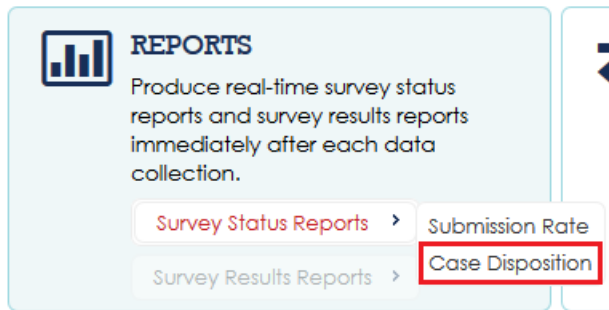 REPORTS
Produce real-time survey status
reports and survey results reports
immediately after each data
collection.
Survey Status Reports >
Submission Rate
Case Disposition
Survey Results Reports >